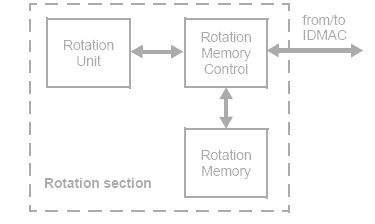 from/to
IDMAC
Rotation
Unit
Rotation
Memory
Control
Rotation
Memory
Rotation section